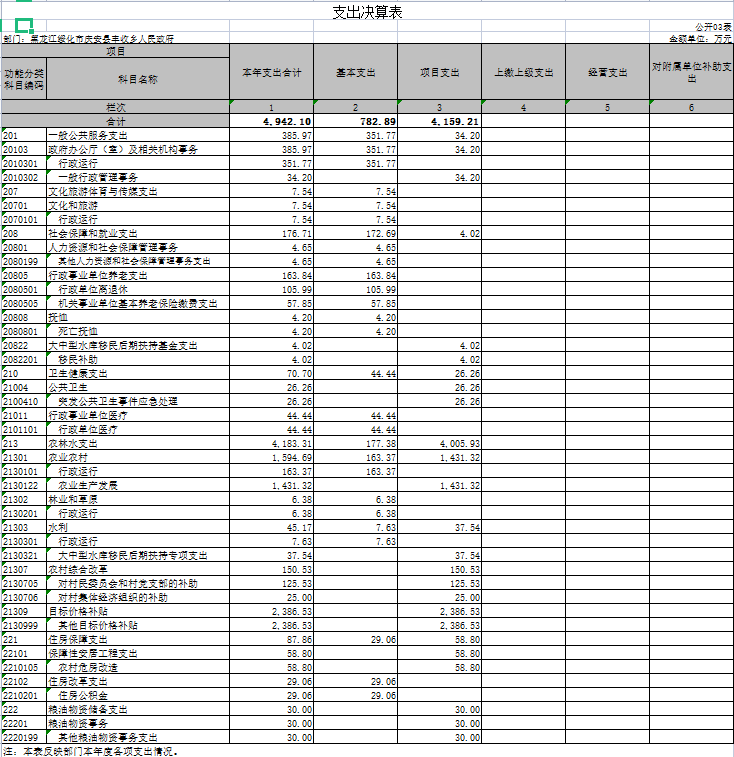 支出决算表
公开03表
部门：黑龙江绥化市庆安县丰收乡人民政府 金额单位：万元
项目 本年支出合计 基本支出 项目支出 上缴上级支出 经营支出 对附属单位补助支出
功能分类科目编码 科目名称
栏次 1 2 3 4 5 6
合计 4,942.10 782.89 4,159.21
201 一般公共服务支出 385.97 351.77 34.20
20103 政府办公厅（室）及相关机构事务 385.97 351.77 34.20
2010301 行政运行 351.77 351.77
2010302 一般行政管理事务 34.20 34.20
207 文化旅游体育与传媒支出 7.54 7.54
20701 文化和旅游 7.54 7.54
2070101 行政运行 7.54 7.54
208 社会保障和就业支出 176.71 172.69 4.02
20801 人力资源和社会保障管理事务 4.65 4.65
2080199 其他人力资源和社会保障管理事务支出 4.65 4.65
20805 行政事业单位养老支出 163.84 163.84
2080501 行政单位离退休 105.99 105.99
2080505 机关事业单位基本养老保险缴费支出 57.85 57.85
20808 抚恤 4.20 4.20
2080801 死亡抚恤 4.20 4.20
20822 大中型水库移民后期扶持基金支出 4.02 4.02
2082201 移民补助 4.02 4.02
210 卫生健康支出 70.70 44.44 26.26
21004 公共卫生 26.26 26.26
2100410 突发公共卫生事件应急处理 26.26 26.26
21011 行政事业单位医疗 44.44 44.44
2101101 行政单位医疗 44.44 44.44
213 农林水支出 4,183.31 177.38 4,005.93
21301 农业农村 1,594.69 163.37 1,431.32
2130101 行政运行 163.37 163.37
2130122 农业生产发展 1,431.32 1,431.32
21302 林业和草原 6.38 6.38
2130201 行政运行 6.38 6.38
21303 水利 45.17 7.63 37.54
2130301 行政运行 7.63 7.63
2130321 大中型水库移民后期扶持专项支出 37.54 37.54
21307 农村综合改革 150.53 150.53
2130705 对村民委员会和村党支部的补助 125.53 125.53
2130706 对村集体经济组织的补助 25.00 25.00
21309 目标价格补贴 2,386.53 2,386.53
2130999 其他目标价格补贴 2,386.53 2,386.53
221 住房保障支出 87.86 29.06 58.80
22101 保障性安居工程支出 58.80 58.80
2210105 农村危房改造 58.80 58.80
22102 住房改革支出 29.06 29.06
2210201 住房公积金 29.06 29.06
222 粮油物资储备支出 30.00 30.00
22201 粮油物资事务 30.00 30.00
2220199 其他粮油物资事务支出 30.00 30.00
注：本表反映部门本年度各项支出情况。